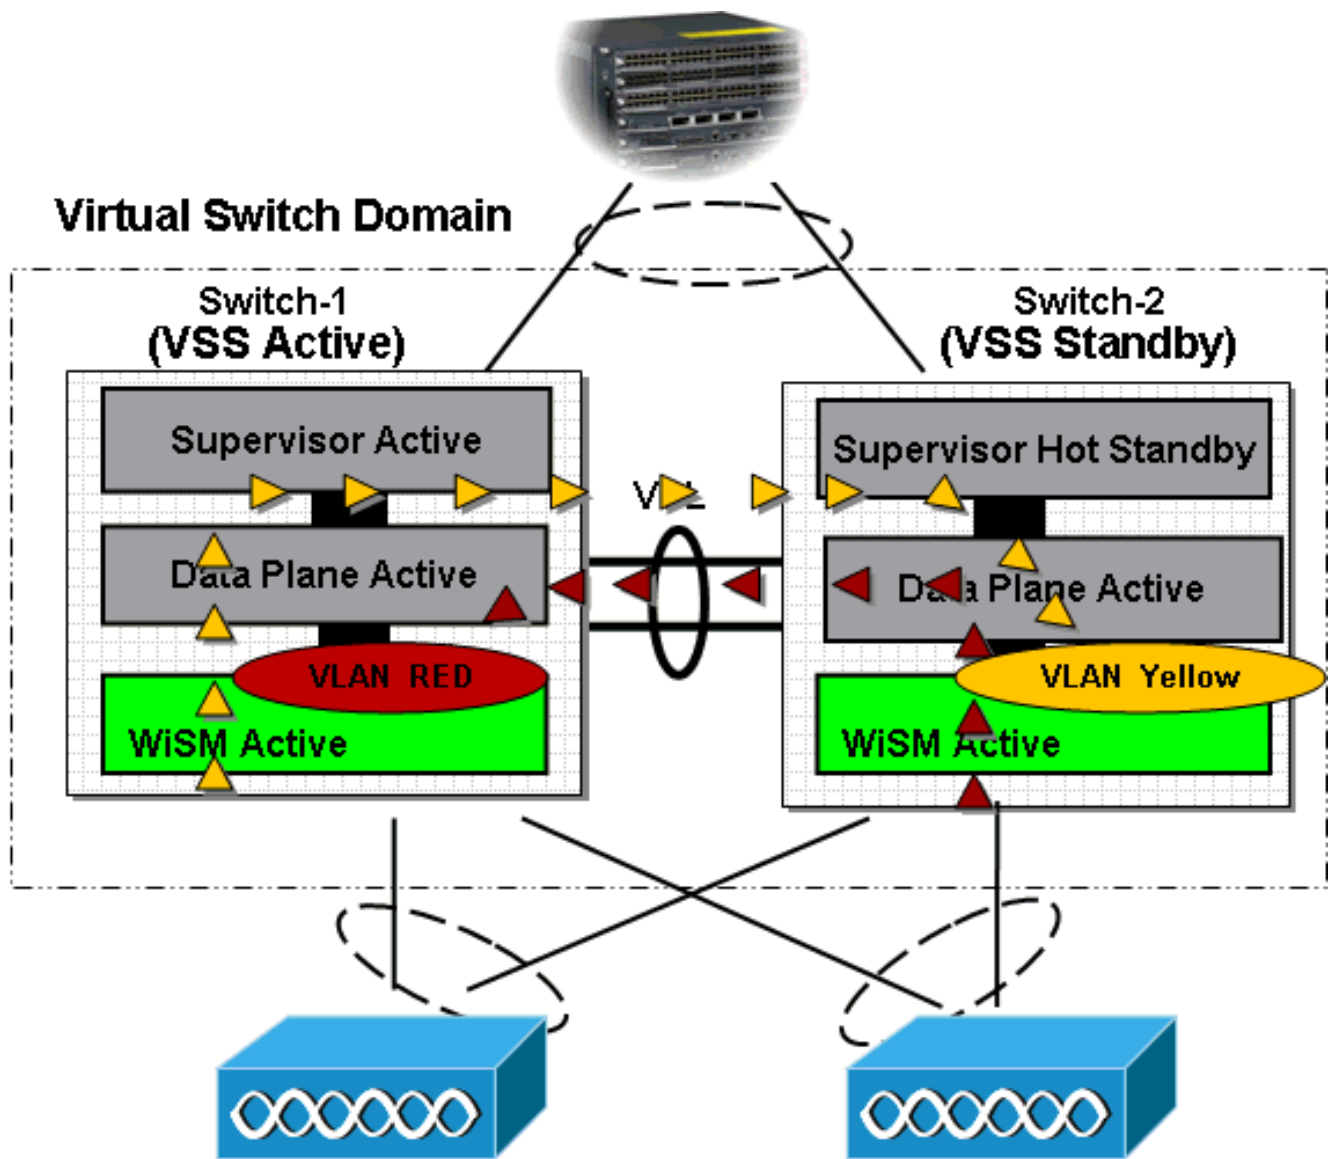 Virtual Switch Domain
Switch-1
(VSS Active)
Switch-2
(VSS Standby)
Supervisor Active
Supervisor Hot Standby
Data Plane Active
Data Plane Active
VLAN RED
VLAN Yellow
WiSM Active
WiSM Active